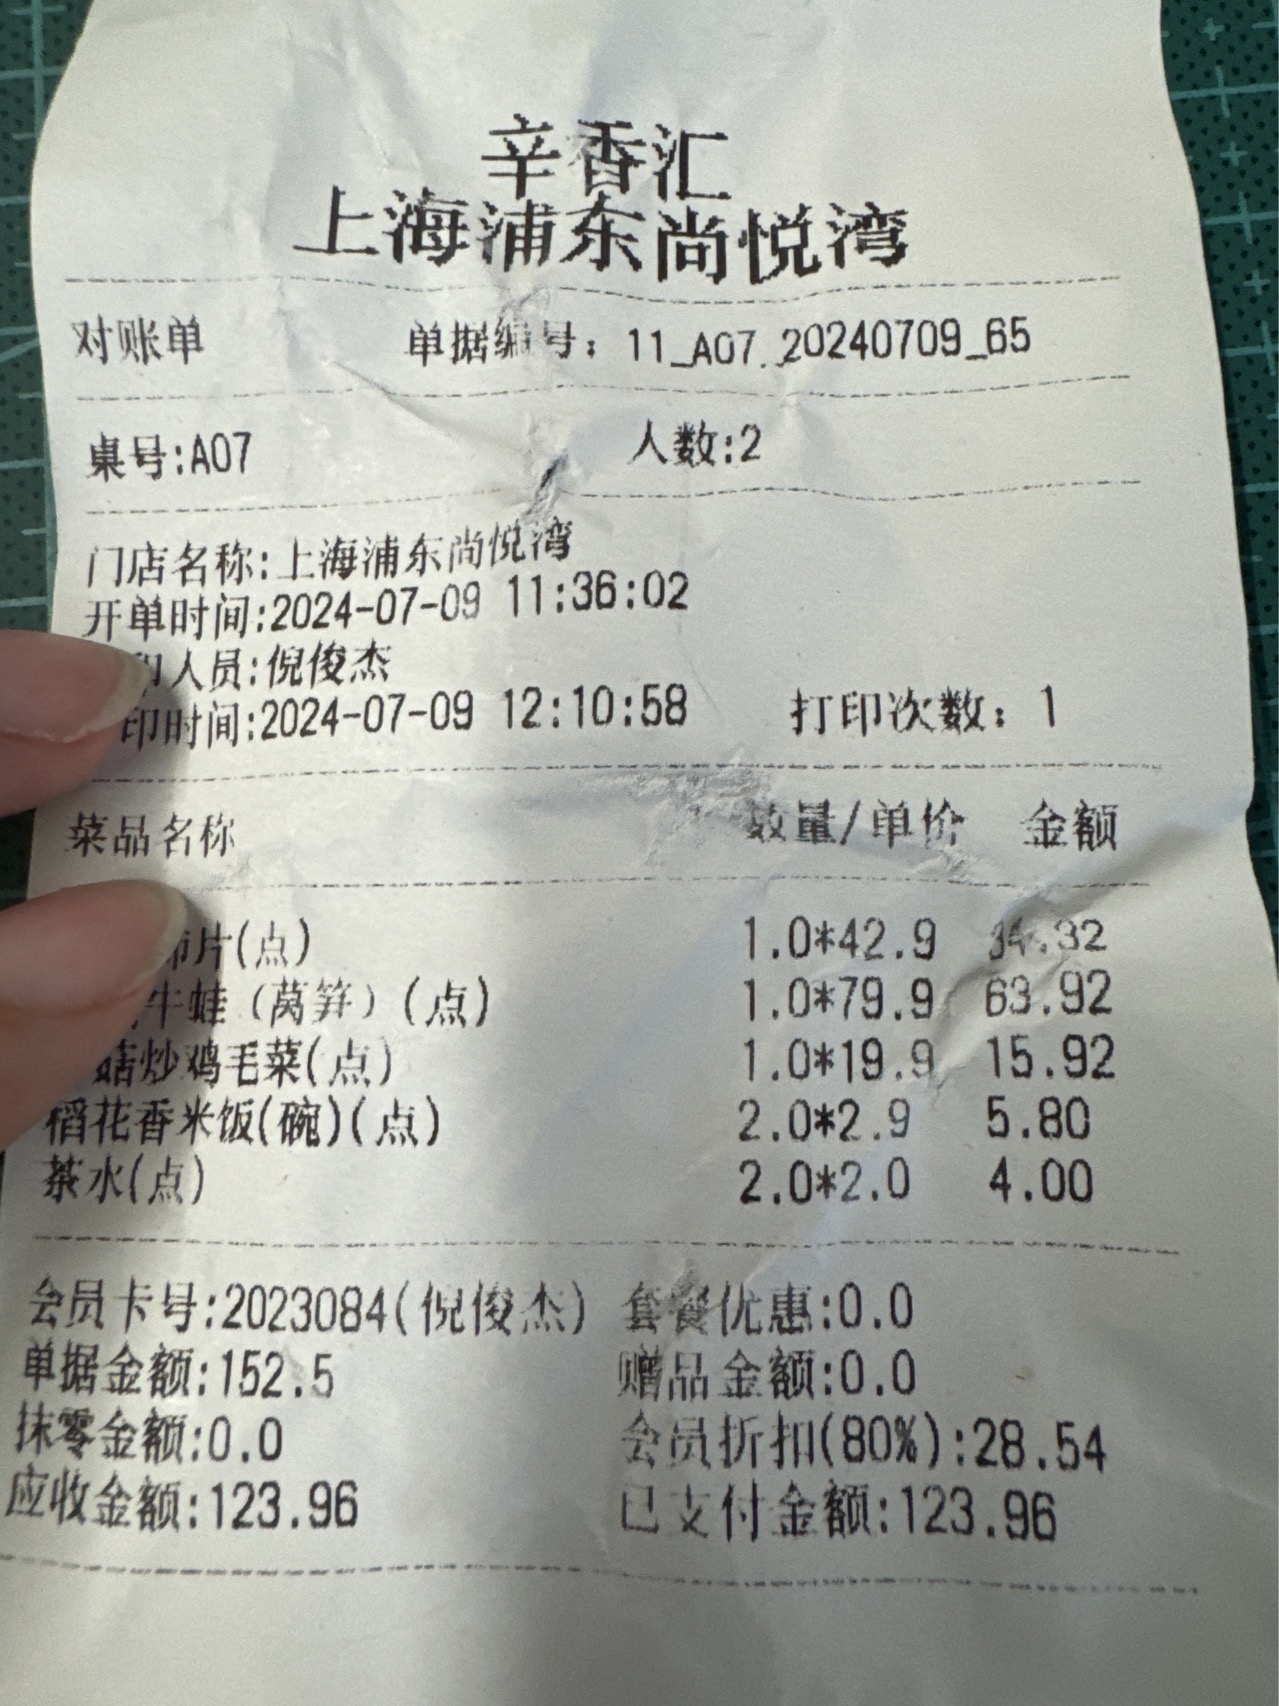 辛香汇
上海浦东尚悦湾
对账单 单据编号：11_A07_20240709_65
桌号:A07 人数:2
门店名称:上海浦东尚悦湾
开单时间:2024-07-09 11:36:02
印人员:倪俊杰
印时间:2024-07-09 12:10:58 打印次数：1
菜品名称 数量/单价 金额
片(点) 1.0*42.9 34.32
牛蛙（莴笋）(点) 1.0*79.9 63.92
菇炒鸡毛菜(点) 1.0*19.9 15.92
稻花香米饭(碗)(点) 2.0*2.9 5.80
茶水(点) 2.0*2.0 4.00
会员卡号:2023084(倪俊杰) 套餐优惠:0.0
单据金额:152.5 赠品金额:0.0
抹零金额:0.0 会员折扣(80%):28.54
应收金额:123.96 已支付金额:123.96